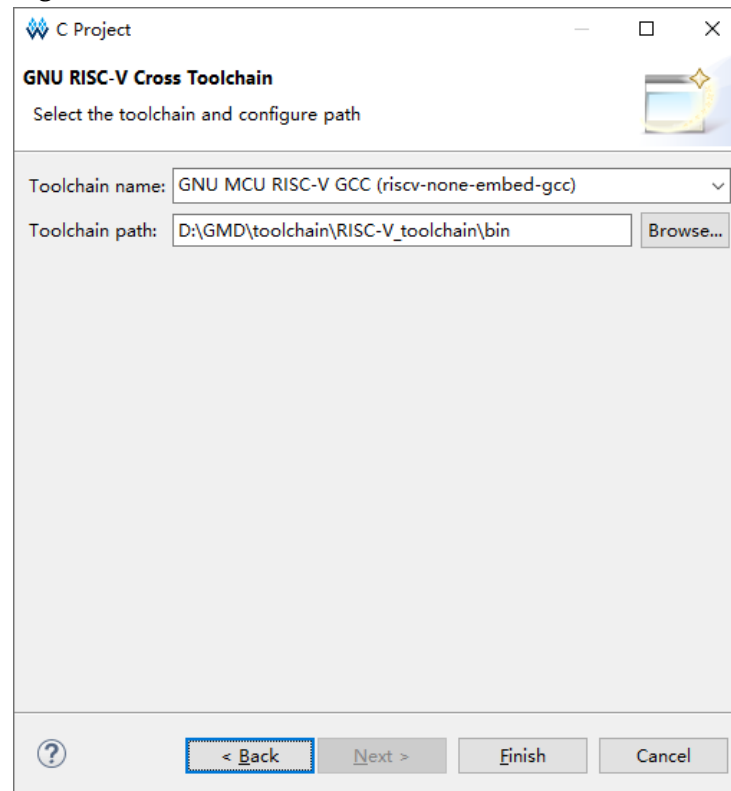 C Project
GNU RISC-V Cross Toolchain
Select the toolchain and configure path
Toolchain name: GNU MCU RISC-V GCC (riscv-none-embed-gcc)
Toolchain path: D:\GMD\toolchain\RISC-V_toolchain\bin Browse...
? < Back Next > Finish Cancel